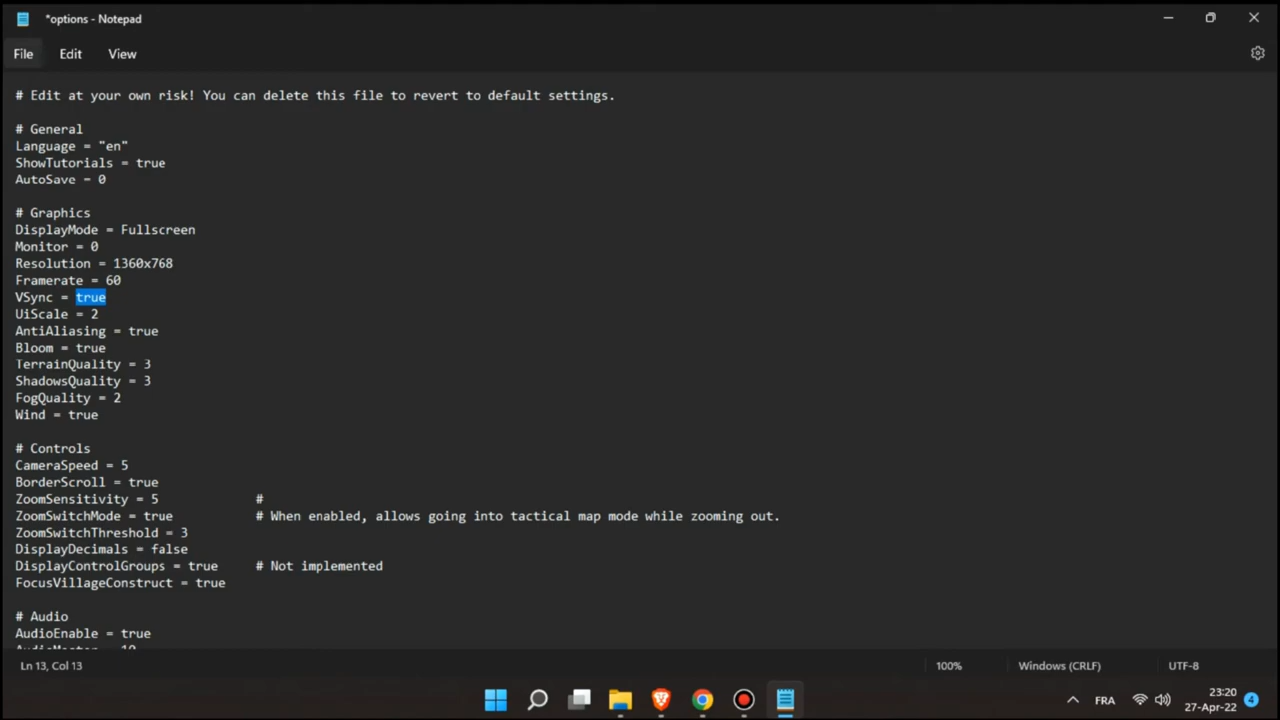 *options - Notepad
File Edit View
# Edit at your own risk! You can delete this file to revert to default settings.
# General
Language = "en"
ShowTutorials = true
AutoSave = 0
# Graphics
DisplayMode = Fullscreen
Monitor = 0
Resolution = 1360x768
Framerate = 60
VSync = true
UiScale = 2
AntiAliasing = true
Bloom = true
TerrainQuality = 3
ShadowsQuality = 3
FogQuality = 2
Wind = true
# Controls
CameraSpeed = 5
BorderScroll = true
ZoomSensitivity = 5 #
ZoomSwitchMode = true # When enabled, allows going into tactical map mode while zooming out.
ZoomSwitchThreshold = 3
DisplayDecimals = false
DisplayControlGroups = true # Not implemented
FocusVillageConstruct = true
# Audio
AudioEnable = true
AudioMaster = 10
Ln 13, Col 13 100% Windows (CRLF) UTF-8
FRA 23:20 4
27-Apr-22